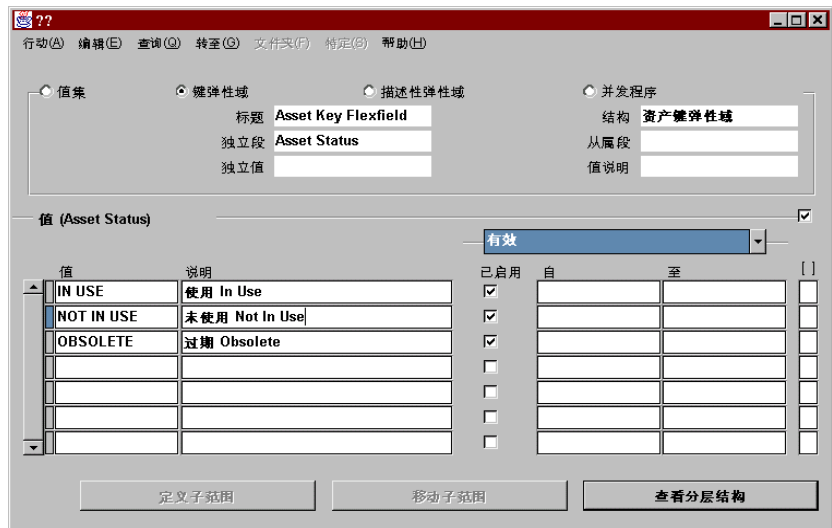 ??
行动(A) 编辑(E) 查询(Q) 转至(G) 文件夹(F) 特定(S) 帮助(H)
值集 键弹性域 描述性弹性域 并发程序
标题 Asset Key Flexfield 结构 资产键弹性域
独立段 Asset Status 从属段
独立值 值说明
值 (Asset Status)
有效
值 说明 已启用 自 至 [ ]
IN USE 使用 In Use
NOT IN USE 未使用 Not In Use
OBSOLETE 过期 Obsolete
定义子范围 移动子范围 查看分层结构